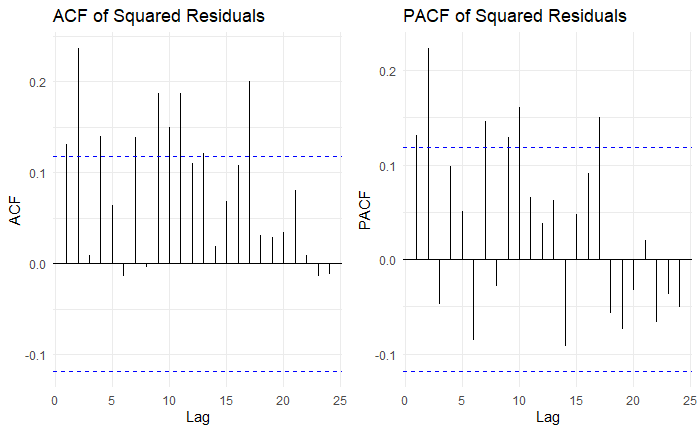 ACF of Squared Residuals
0.2
0.1
0.0
-0.1
ACF
0 5 10 15 20 25
Lag
PACF of Squared Residuals
0.2
0.1
0.0
-0.1
PACF
0 5 10 15 20 25
Lag